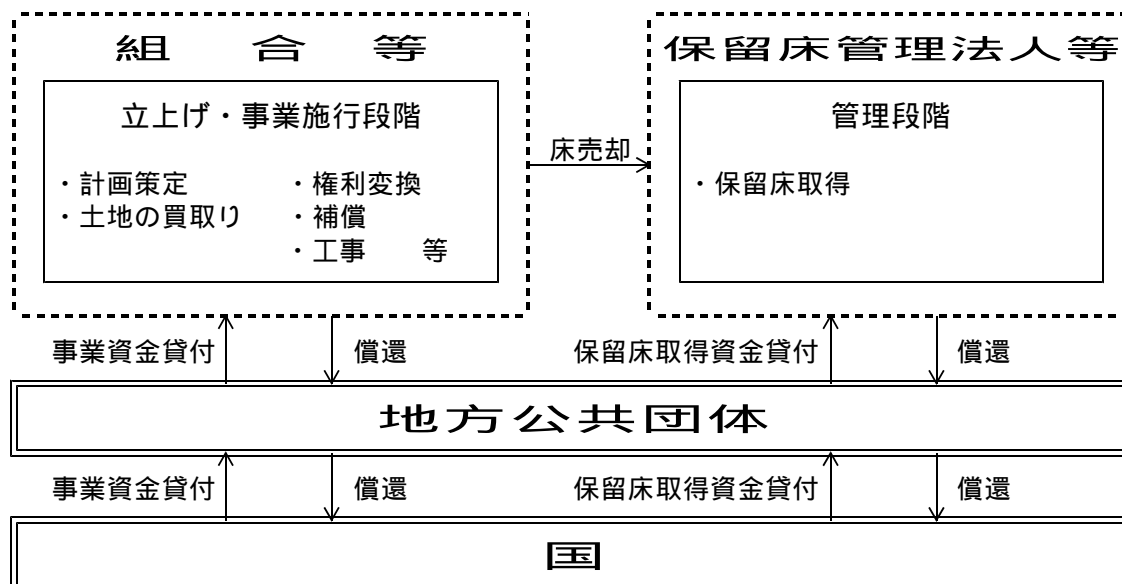 組　合　等
立上げ・事業施行段階
・計画策定　・権利変換
・土地の買取り　・補償
・工事　等
床売却
保留床管理法人等
管理段階
・保留床取得
事業資金貸付　償還　保留床取得資金貸付　償還
地方公共団体
事業資金貸付　償還　保留床取得資金貸付　償還
国